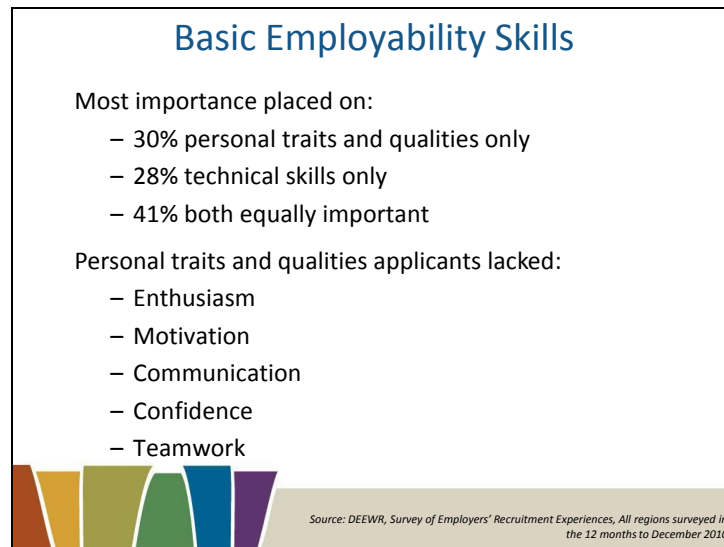 Basic Employability Skills
Most importance placed on:
– 30% personal traits and qualities only
– 28% technical skills only
– 41% both equally important
Personal traits and qualities applicants lacked:
– Enthusiasm
– Motivation
– Communication
– Confidence
– Teamwork
Source: DEEWR, Survey of Employers' Recruitment Experiences, All regions surveyed in
the 12 months to December 2010